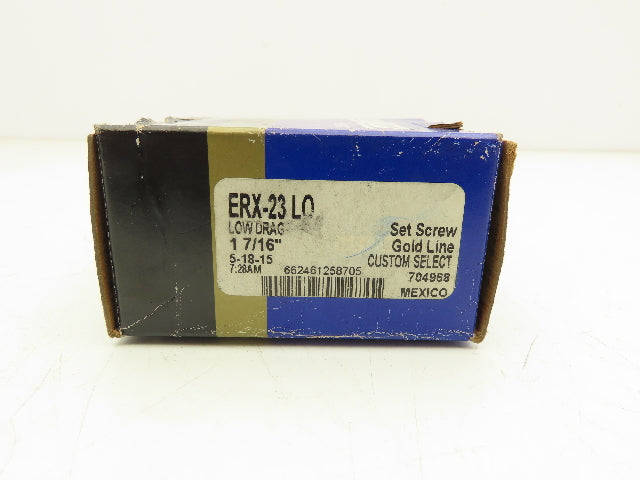 ERX-23 LO
LOW DRAG
Set Screw
1 7/16"
Gold Line
5-18-15
CUSTOM SELECT
7:28AM
662461258705
704968
MEXICO